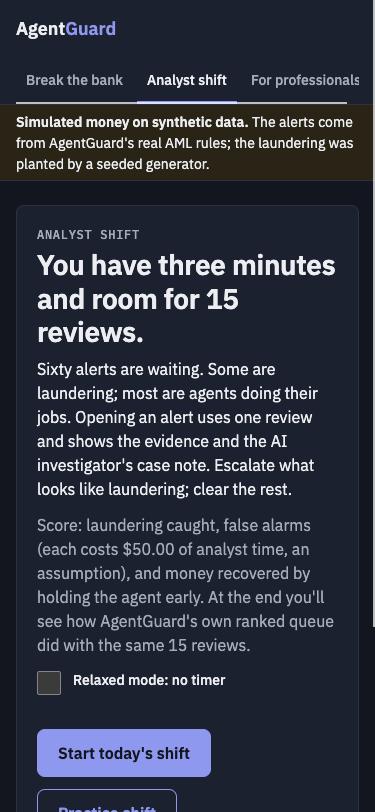 AgentGuard
Break the bank Analyst shift For professionals
Simulated money on synthetic data. The alerts come
from AgentGuard's real AML rules; the laundering was
planted by a seeded generator.
ANALYST SHIFT
You have three minutes
and room for 15
reviews.
Sixty alerts are waiting. Some are
laundering; most are agents doing their
jobs. Opening an alert uses one review
and shows the evidence and the AI
investigator's case note. Escalate what
looks like laundering; clear the rest.
Score: laundering caught, false alarms
(each costs $50.00 of analyst time, an
assumption), and money recovered by
holding the agent early. At the end you'll
see how AgentGuard's own ranked queue
did with the same 15 reviews.
Relaxed mode: no timer
Start today's shift
Practice shift